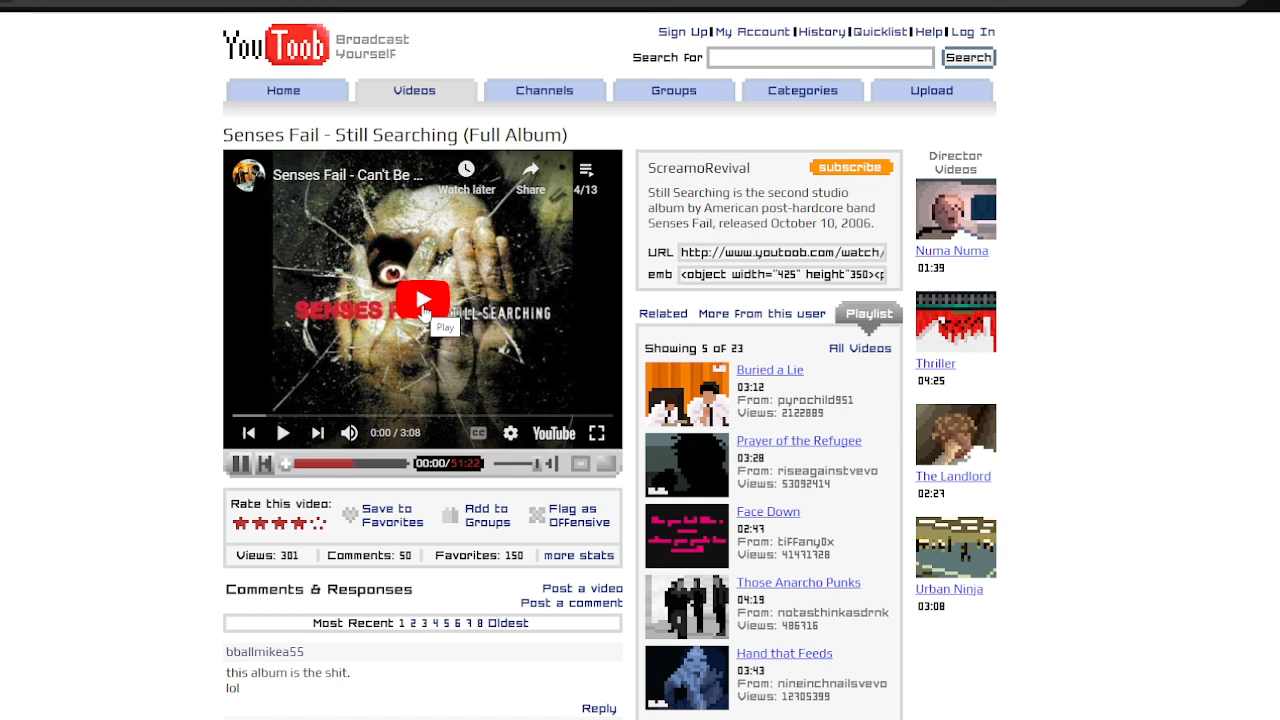 YouToob
Broadcast
Yourself
Sign Up My Account History Quicklist Help Log In
Search for
Search
Home
Videos
Channels
Groups
Categories
Upload
Senses Fail - Still Searching (Full Album)
Senses Fail - Can't Be ...
Watch later
Share
4/13
SENSES F
STILL SEARCHING
Play
0:00 / 3:08
CC
YouTube
00:00/51:22
Rate this video:
Save to
Favorites
Add to
Groups
Flag as
Offensive
Views: 301
Comments: 50
Favorites: 150
more stats
Comments & Responses
Post a video
Post a comment
Most Recent 1 2 3 4 5 6 7 8 Oldest
bballmikea55
this album is the shit.
lol
Reply
ScreamoRevival
subscribe
Still Searching is the second studio
album by American post-hardcore band
Senses Fail, released October 10, 2006.
URL http://www.youtoob.com/watch/
emb <object width="425" height"350><p
Related
More from this user
Playlist
Showing 5 of 23
All Videos
Buried a Lie
03:12
From: pyrochild951
Views: 2122889
Prayer of the Refugee
03:28
From: riseagainstvevo
Views: 53092414
Face Down
02:47
From: tiffany0x
Views: 41471728
Those Anarcho Punks
04:19
From: notasthinkasdrnk
Views: 486716
Hand that Feeds
03:43
From: nineinchnailsvevo
Views: 12705399
Director
Videos
Numa Numa
01:39
Thriller
04:25
The Landlord
02:27
Urban Ninja
03:08